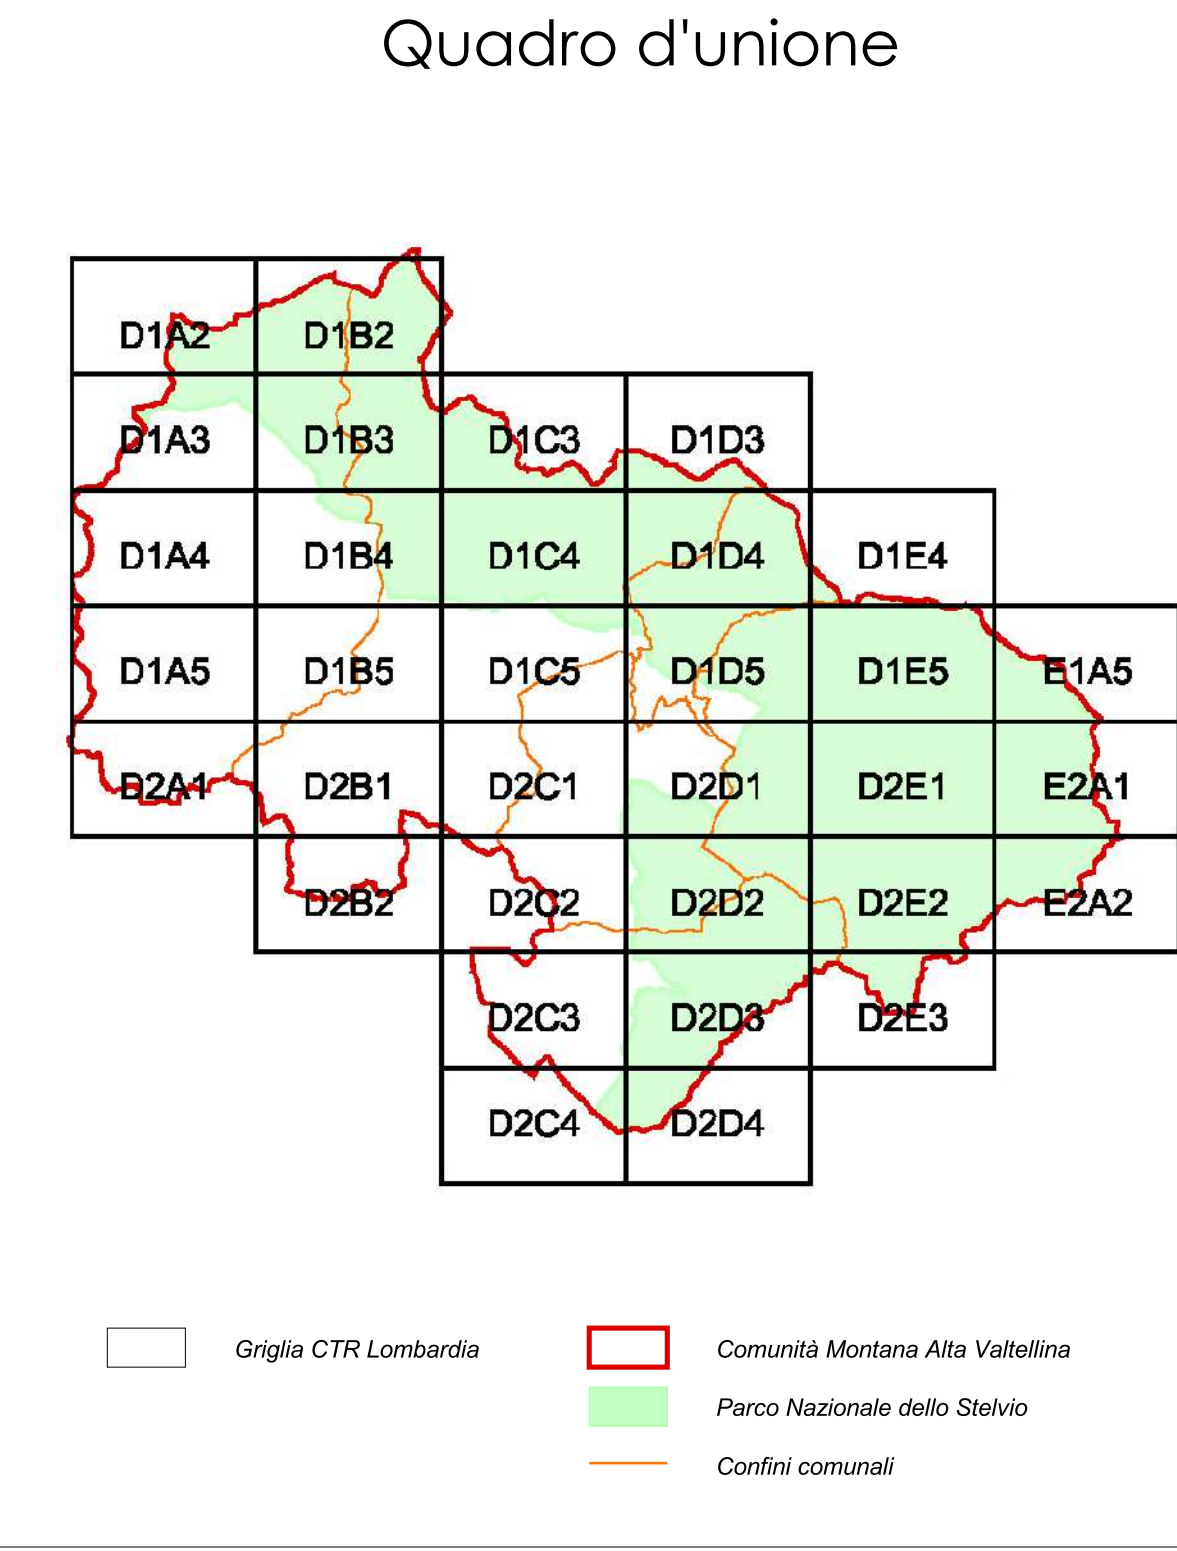 Quadro d'unione
D1A2 D1B2
D1A3 D1B3 D1C3 D1D3
D1A4 D1B4 D1C4 D1D4 D1E4
D1A5 D1B5 D1C5 D1D5 D1E5 E1A5
D2A1 D2B1 D2C1 D2D1 D2E1 E2A1
D2B2 D2C2 D2D2 D2E2 E2A2
D2C3 D2D3 D2E3
D2C4 D2D4
Griglia CTR Lombardia
Comunità Montana Alta Valtellina
Parco Nazionale dello Stelvio
Confini comunali